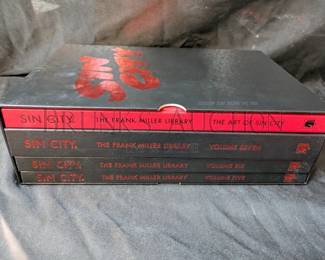 SIN CITY
SIN CITY. THE FRANK MILLER LIBRARY THE ART OF SIN CITY
SIN CITY. THE FRANK MILLER LIBRARY VOLUME SEVEN
SIN CITY. THE FRANK MILLER LIBRARY VOLUME SIX
SIN CITY. THE FRANK MILLER LIBRARY VOLUME FIVE